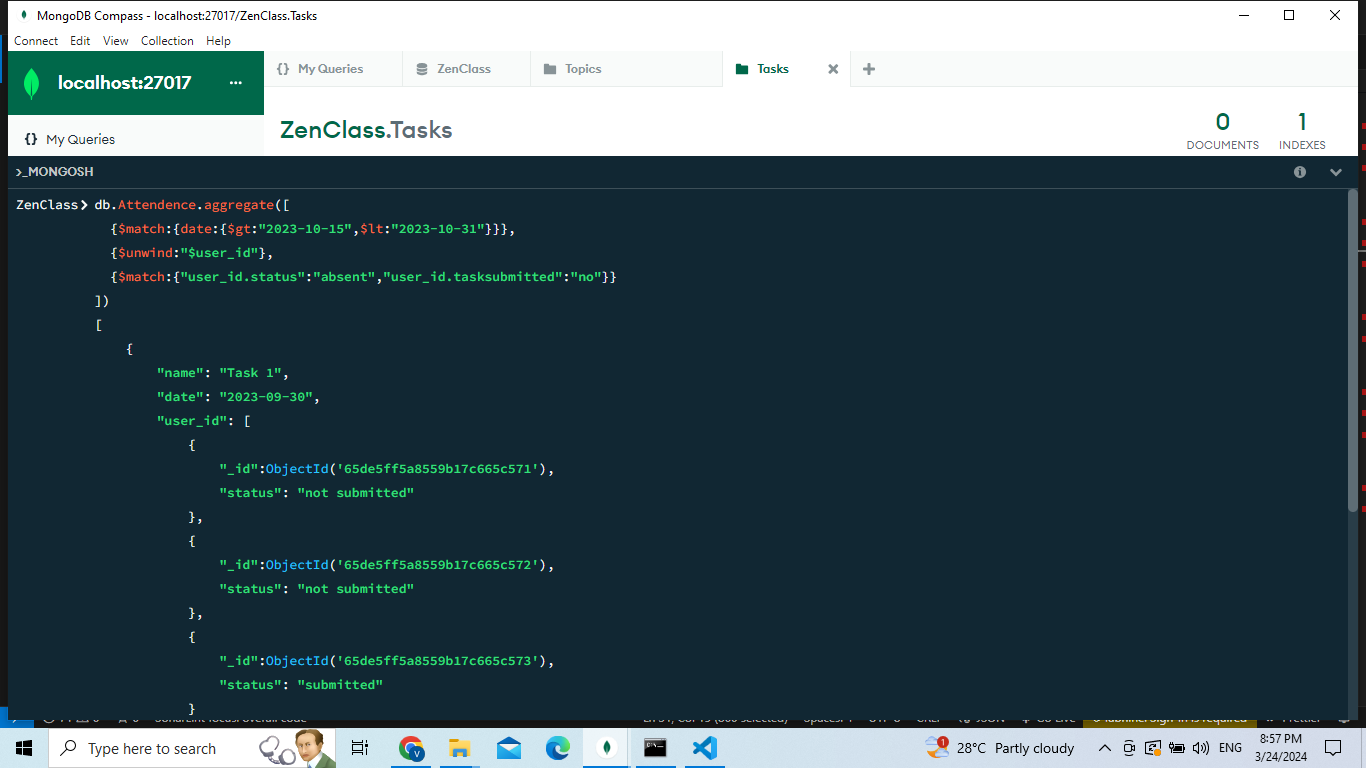 MongoDB Compass - localhost:27017/ZenClass.Tasks
Connect Edit View Collection Help
localhost:27017 ...
{} My Queries
ZenClass
Topics
Tasks
{} My Queries
ZenClass.Tasks
0
DOCUMENTS
1
INDEXES
>_MONGOSH
ZenClass> db.Attendence.aggregate([
{$match:{date:{$gt:"2023-10-15",$lt:"2023-10-31"}}},
{$unwind:"$user_id"},
{$match:{"user_id.status":"absent","user_id.tasksubmitted":"no"}}
])
[
{
"name": "Task 1",
"date": "2023-09-30",
"user_id": [
{
"_id":ObjectId('65de5ff5a8559b17c665c571'),
"status": "not submitted"
},
{
"_id":ObjectId('65de5ff5a8559b17c665c572'),
"status": "not submitted"
},
{
"_id":ObjectId('65de5ff5a8559b17c665c573'),
"status": "submitted"
}
Type here to search
1
28°C Partly cloudy
ENG
8:57 PM
3/24/2024